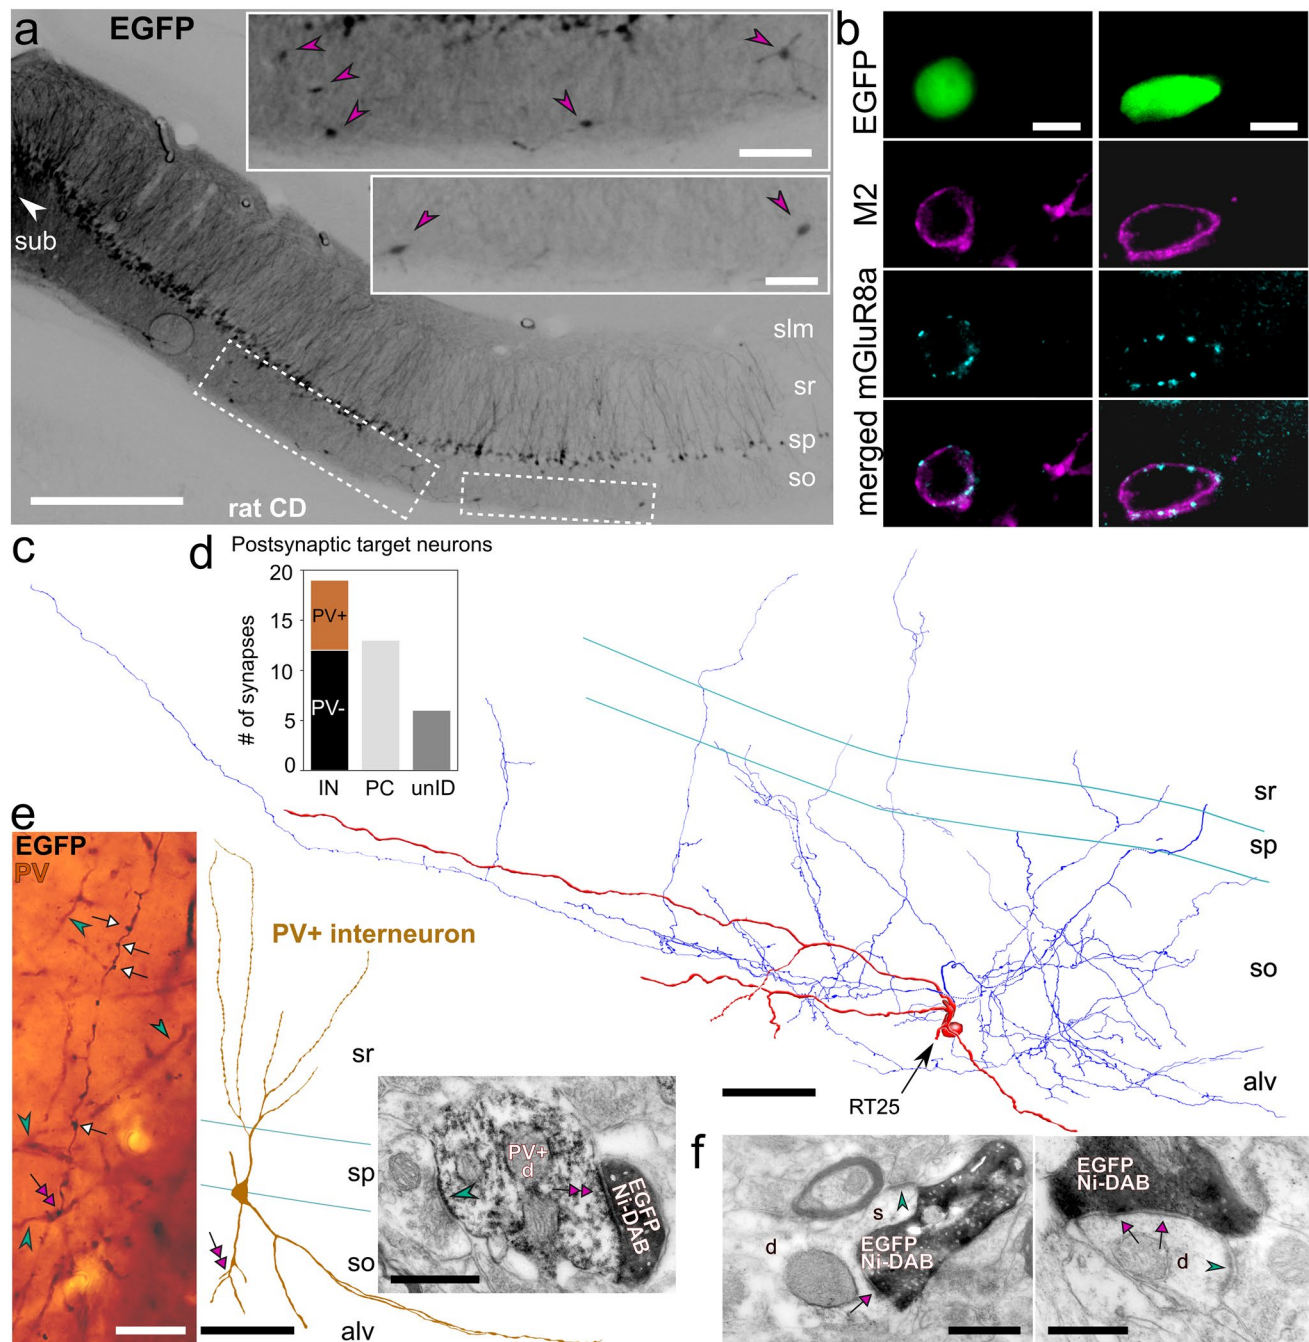 a
EGFP
sub
slm
sr
sp
so
rat CD
b
EGFP
M2
mGluR8a
merged
c
d
Postsynaptic target neurons
# of synapses
20
15
10
5
0
PV+
PV-
IN
PC
unID
sr
sp
so
alv
RT25
e
EGFP
PV
PV+ interneuron
sr
sp
so
alv
PV+
d
EGFP
Ni-DAB
f
s
d
EGFP
Ni-DAB
EGFP
Ni-DAB
d